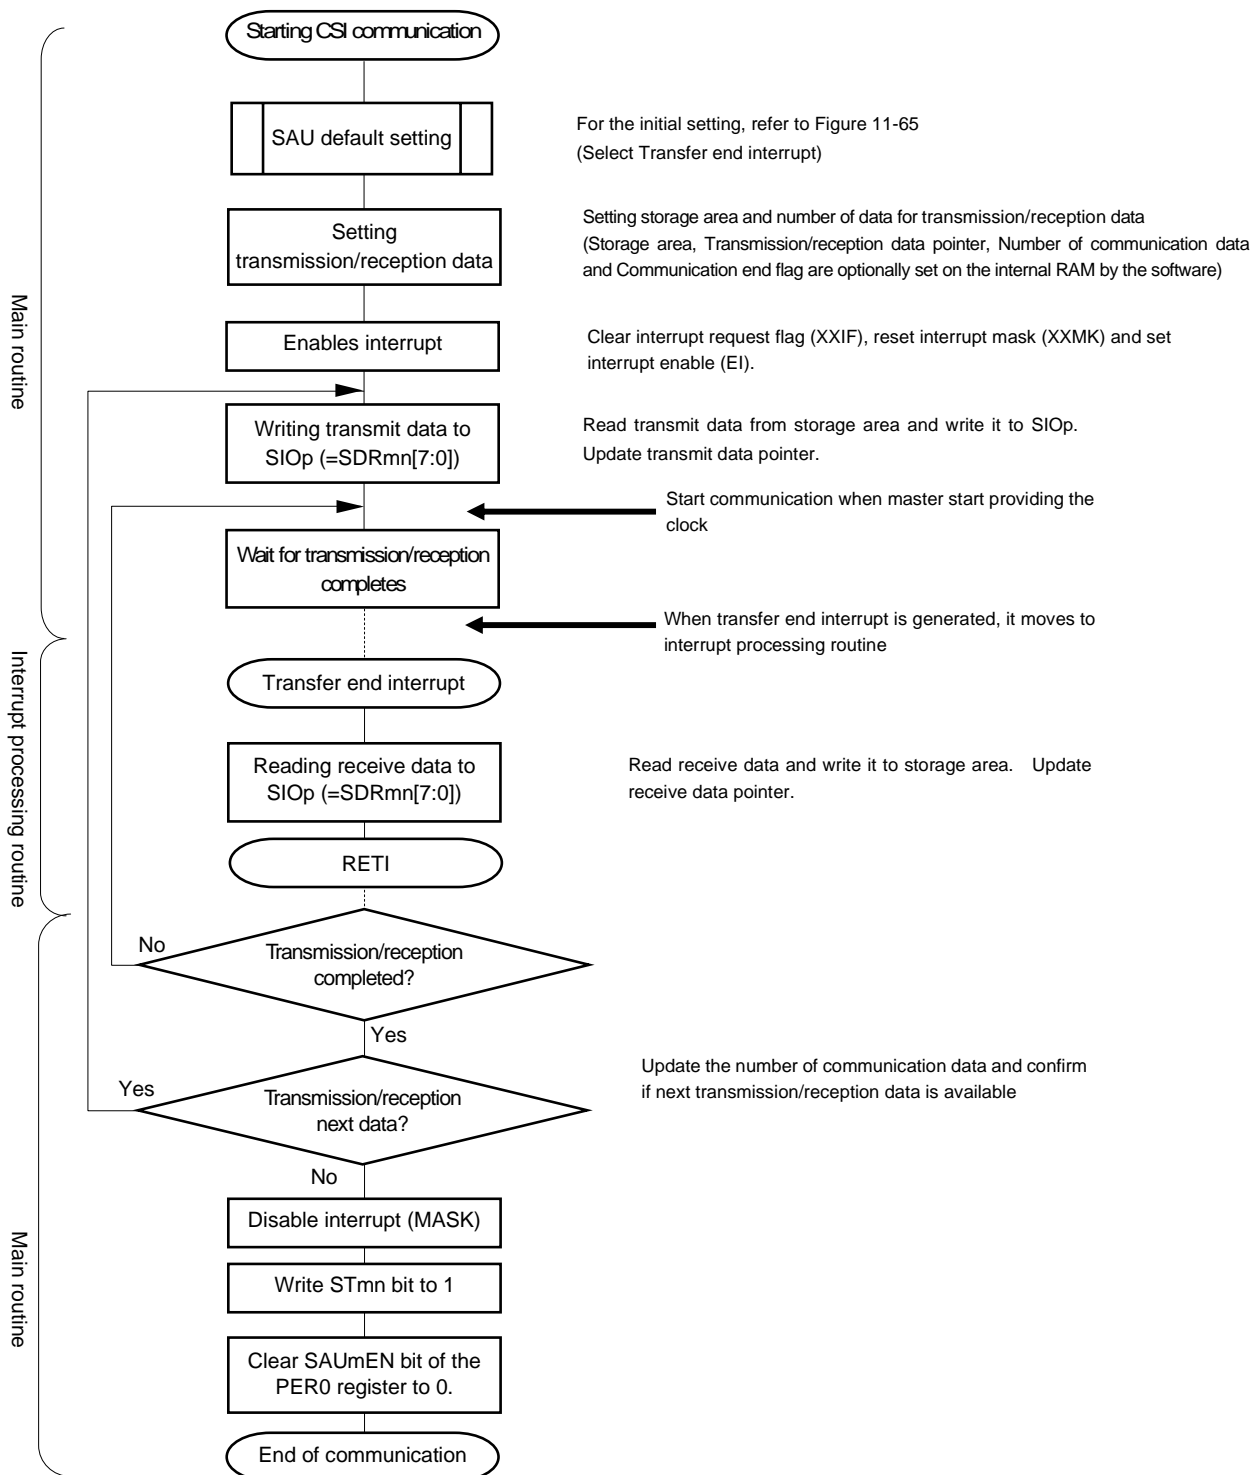 Starting CSI communication
SAU default setting
For the initial setting, refer to Figure 11-65
(Select Transfer end interrupt)
Setting
transmission/reception data
Setting storage area and number of data for transmission/reception data
(Storage area, Transmission/reception data pointer, Number of communication data
and Communication end flag are optionally set on the internal RAM by the software)
Main routine
Enables interrupt
Clear interrupt request flag (XXIF), reset interrupt mask (XXMK) and set
interrupt enable (EI).
Writing transmit data to
SIOp (=SDRmn[7:0])
Read transmit data from storage area and write it to SIOp.
Update transmit data pointer.
Start communication when master start providing the
clock
Wait for transmission/reception
completes
When transfer end interrupt is generated, it moves to
interrupt processing routine
Interrupt processing routine
Transfer end interrupt
Reading receive data to
SIOp (=SDRmn[7:0])
Read receive data and write it to storage area. Update
receive data pointer.
RETI
No
Transmission/reception
completed?
Yes
Yes
Transmission/reception
next data?
Update the number of communication data and confirm
if next transmission/reception data is available
No
Main routine
Disable interrupt (MASK)
Write STmn bit to 1
Clear SAUmEN bit of the
PER0 register to 0.
End of communication